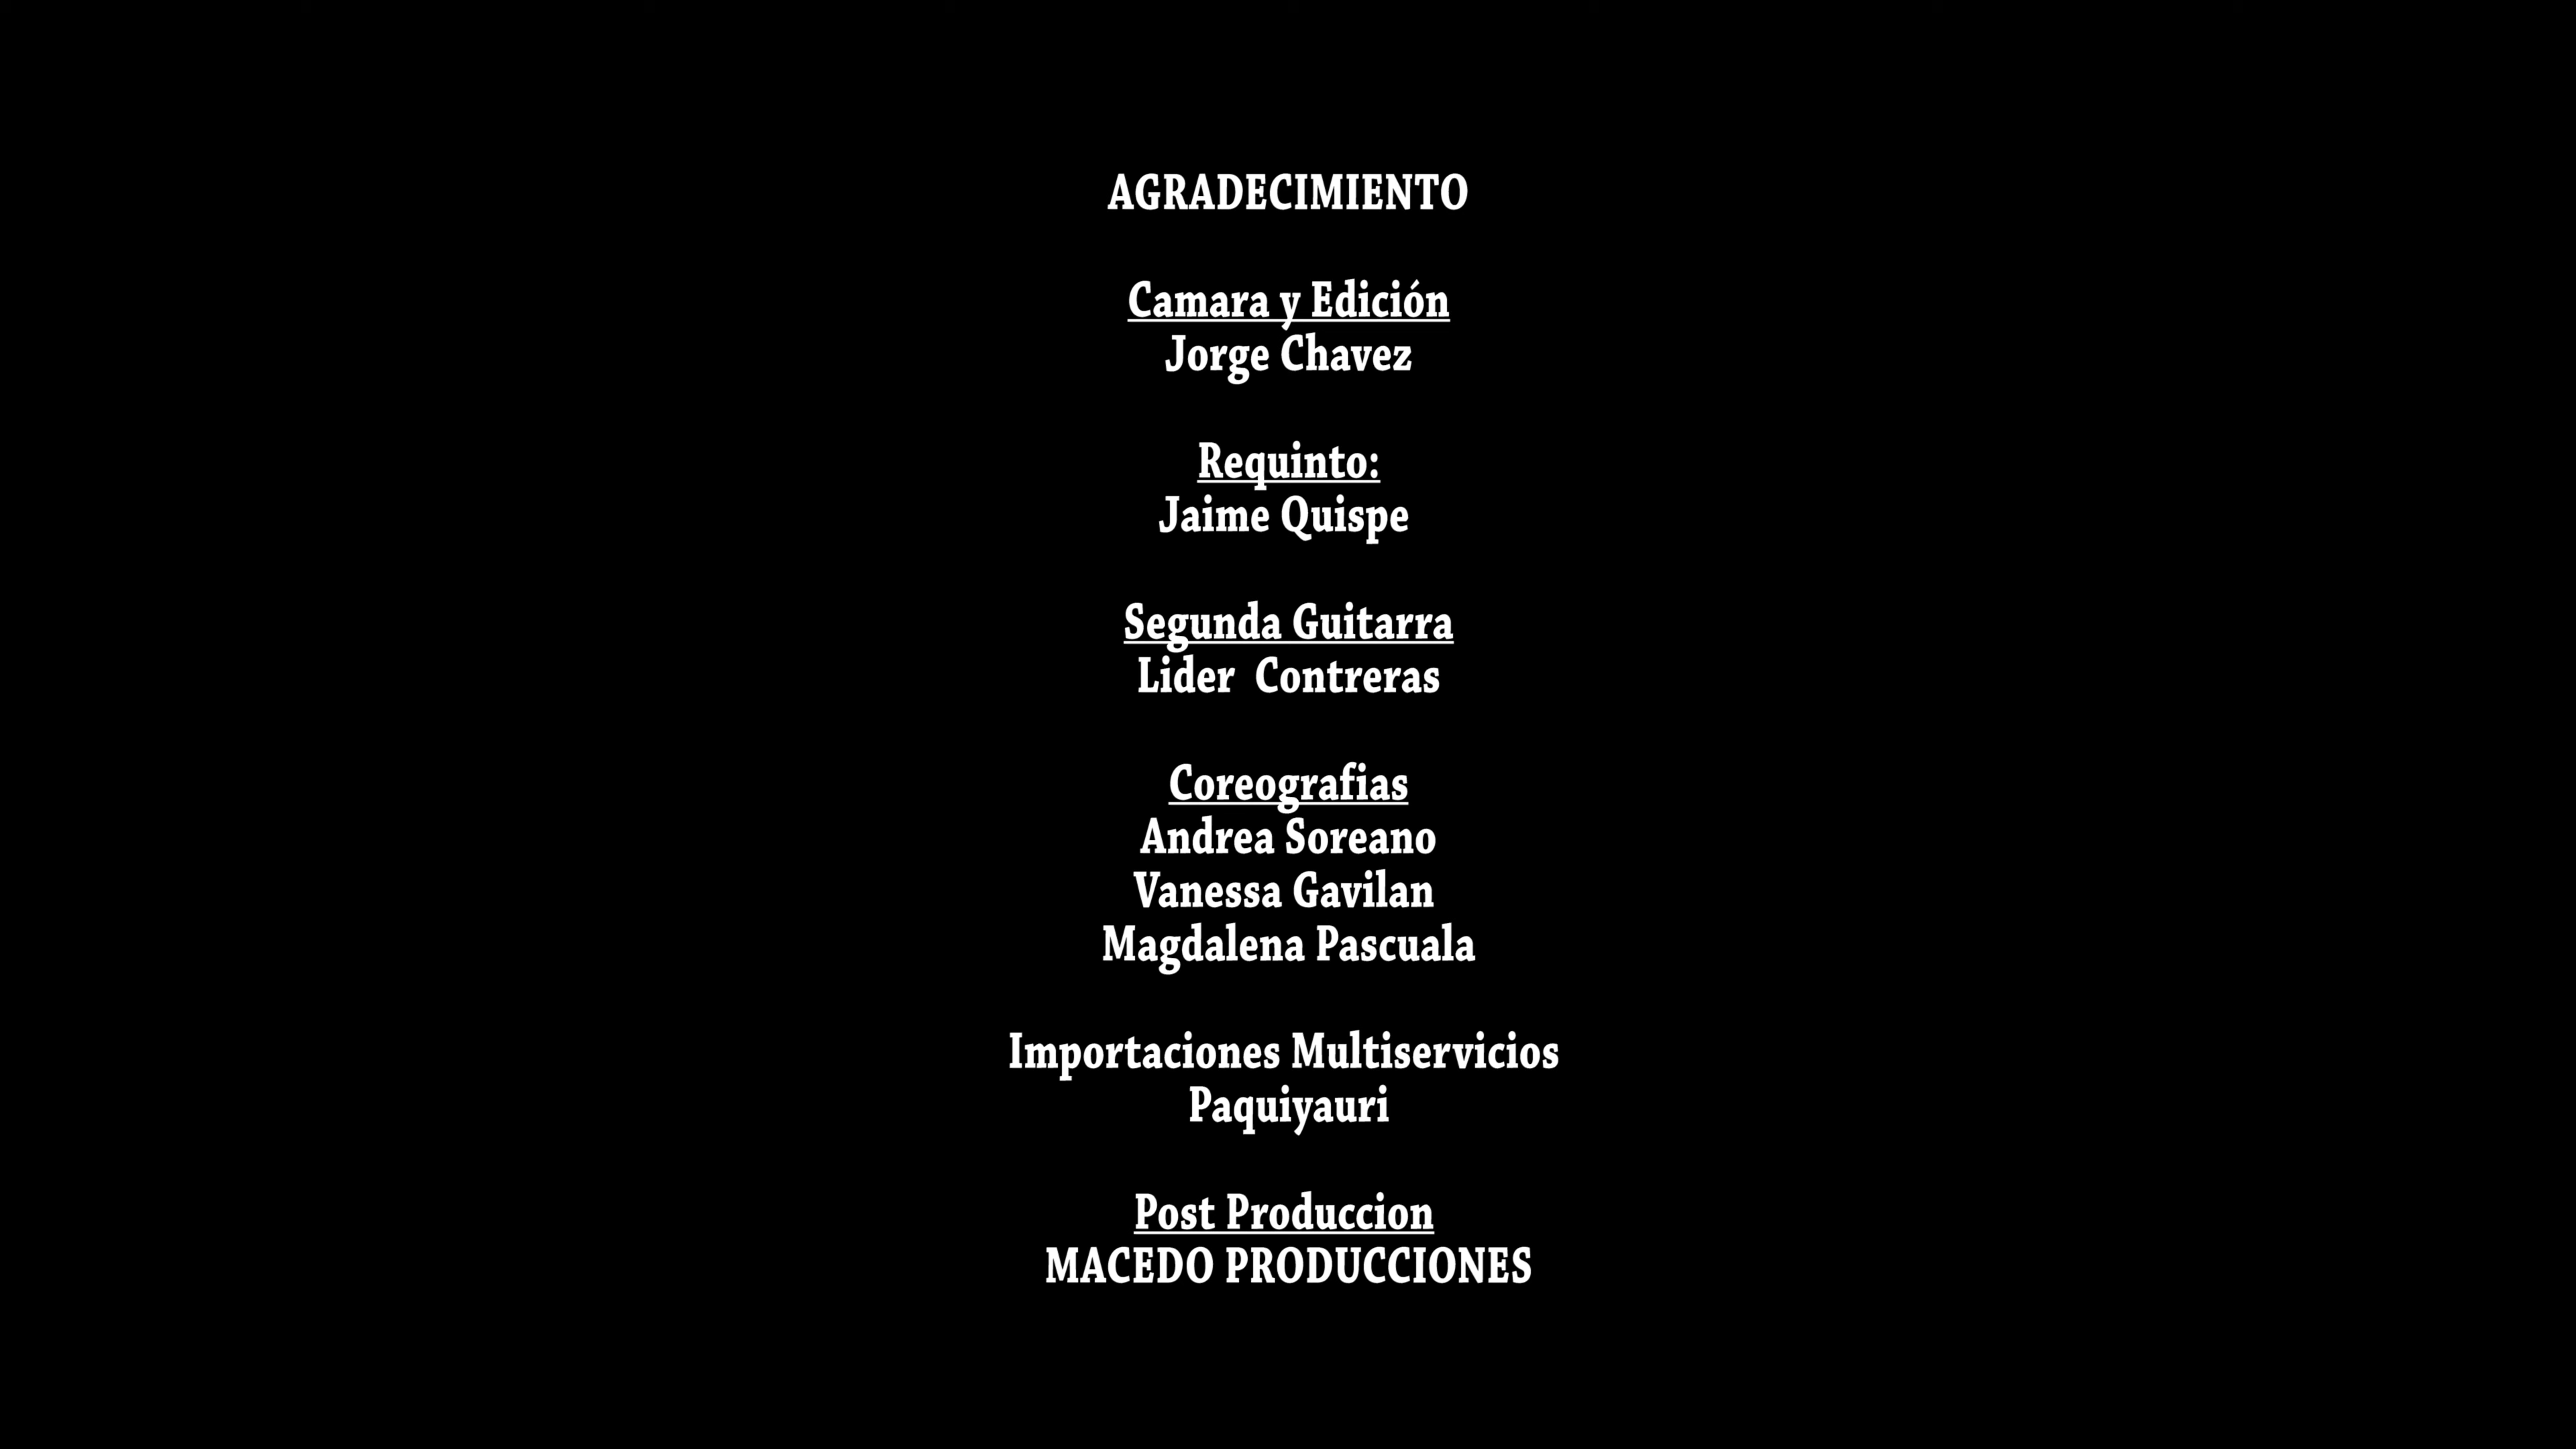 AGRADECIMIENTO
Camara y Edición
Jorge Chavez
Requinto:
Jaime Quispe
Segunda Guitarra
Lider  Contreras
Coreografias
Andrea Soreano
Vanessa Gavilan
Magdalena Pascuala
Importaciones Multiservicios
Paquiyauri
Post Produccion
MACEDO PRODUCCIONES